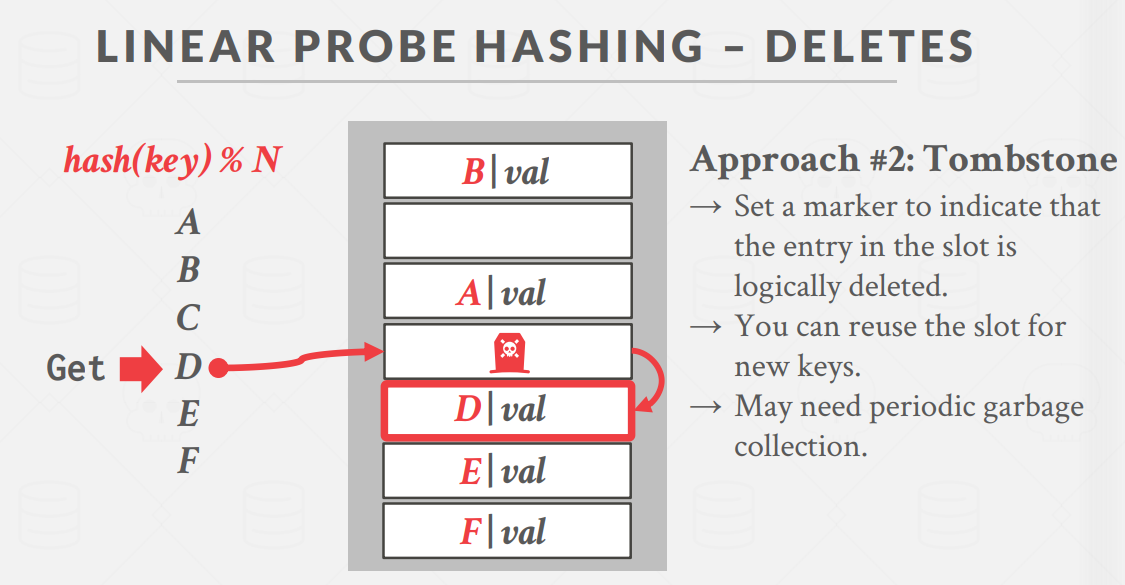 LINEAR PROBE HASHING – DELETES
hash(key) % N
A
B
C
Get D
E
F
B|val
A|val
D|val
E|val
F|val
Approach #2: Tombstone
→ Set a marker to indicate that
the entry in the slot is
logically deleted.
→ You can reuse the slot for
new keys.
→ May need periodic garbage
collection.